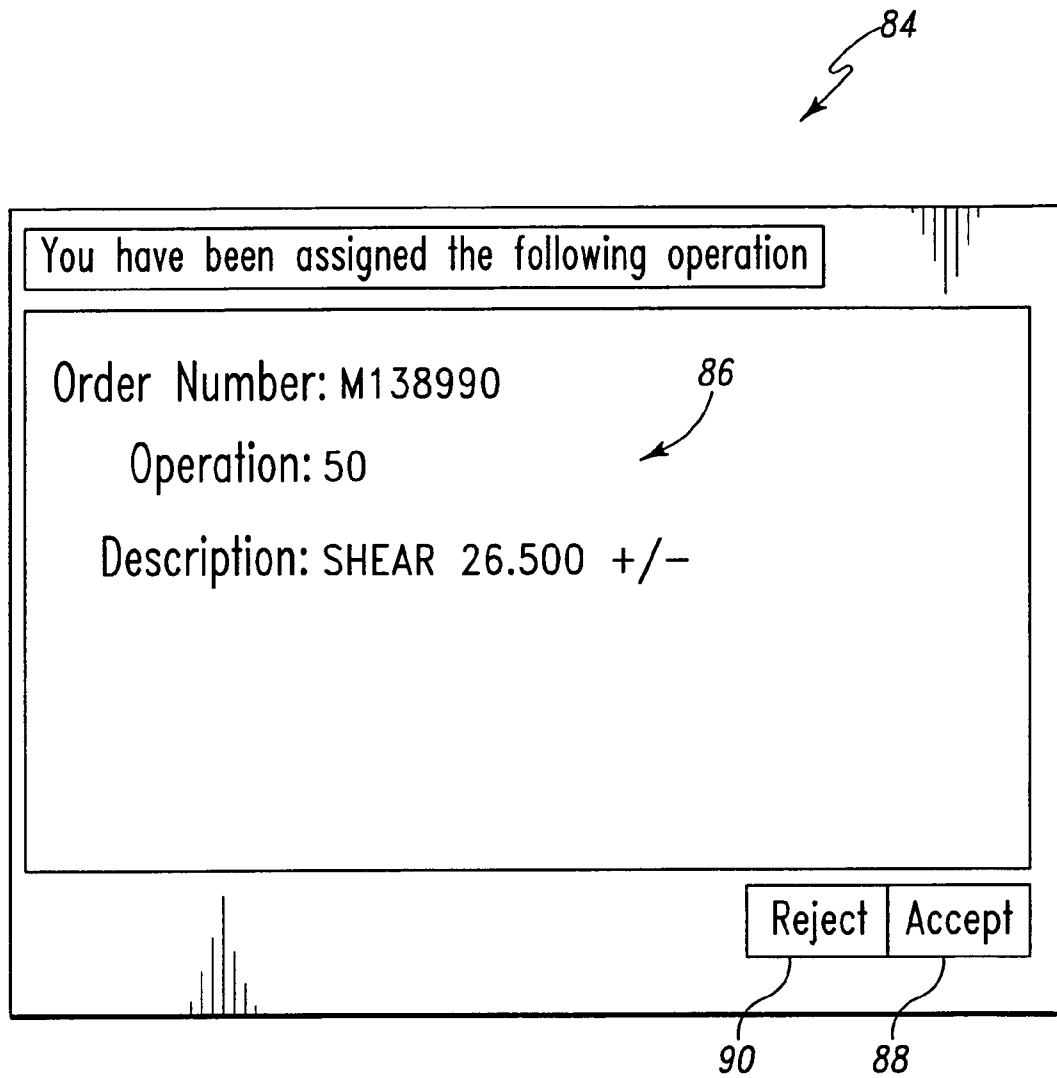 84
You have been assigned the following operation
Order Number: M138990
86
Operation: 50
Description: SHEAR 26.500 +/-
Reject Accept
90 88